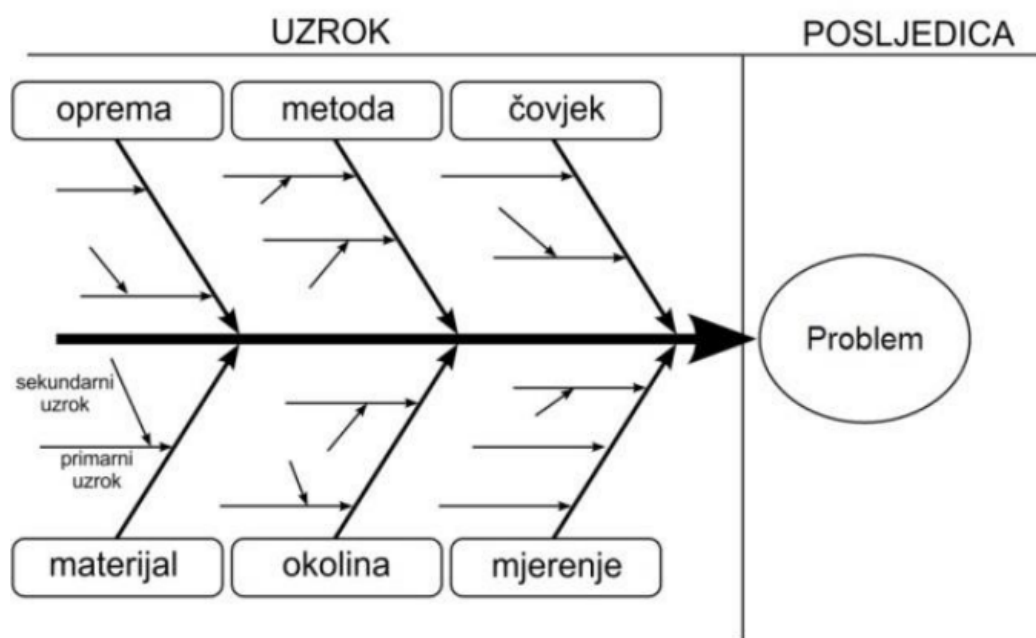 UZROK
POSLJEDICA
oprema
metoda
čovjek
Problem
sekundarni
uzrok
primarni
uzrok
materijal
okolina
mjerenje